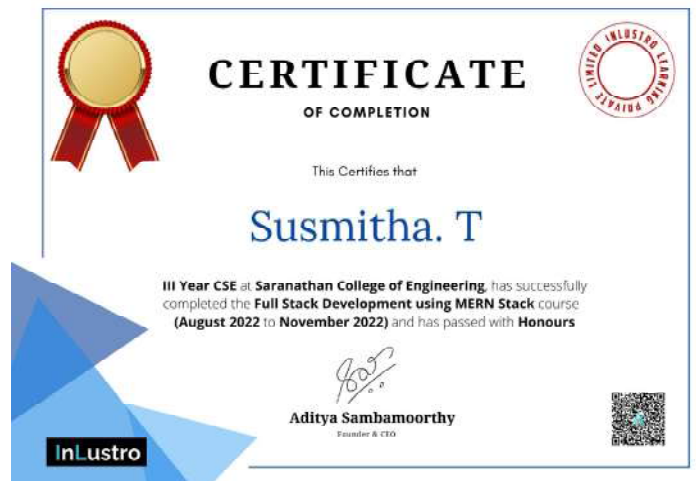 CERTIFICATE
OF COMPLETION
INLUSTRO LEARNING PRIVATE LIMITED
This Certifies that
Susmitha. T
III Year CSE at Saranathan College of Engineering, has successfully
completed the Full Stack Development using MERN Stack course
(August 2022 to November 2022) and has passed with Honours
Aditya Sambamoorthy
Founder & CEO
InLustro